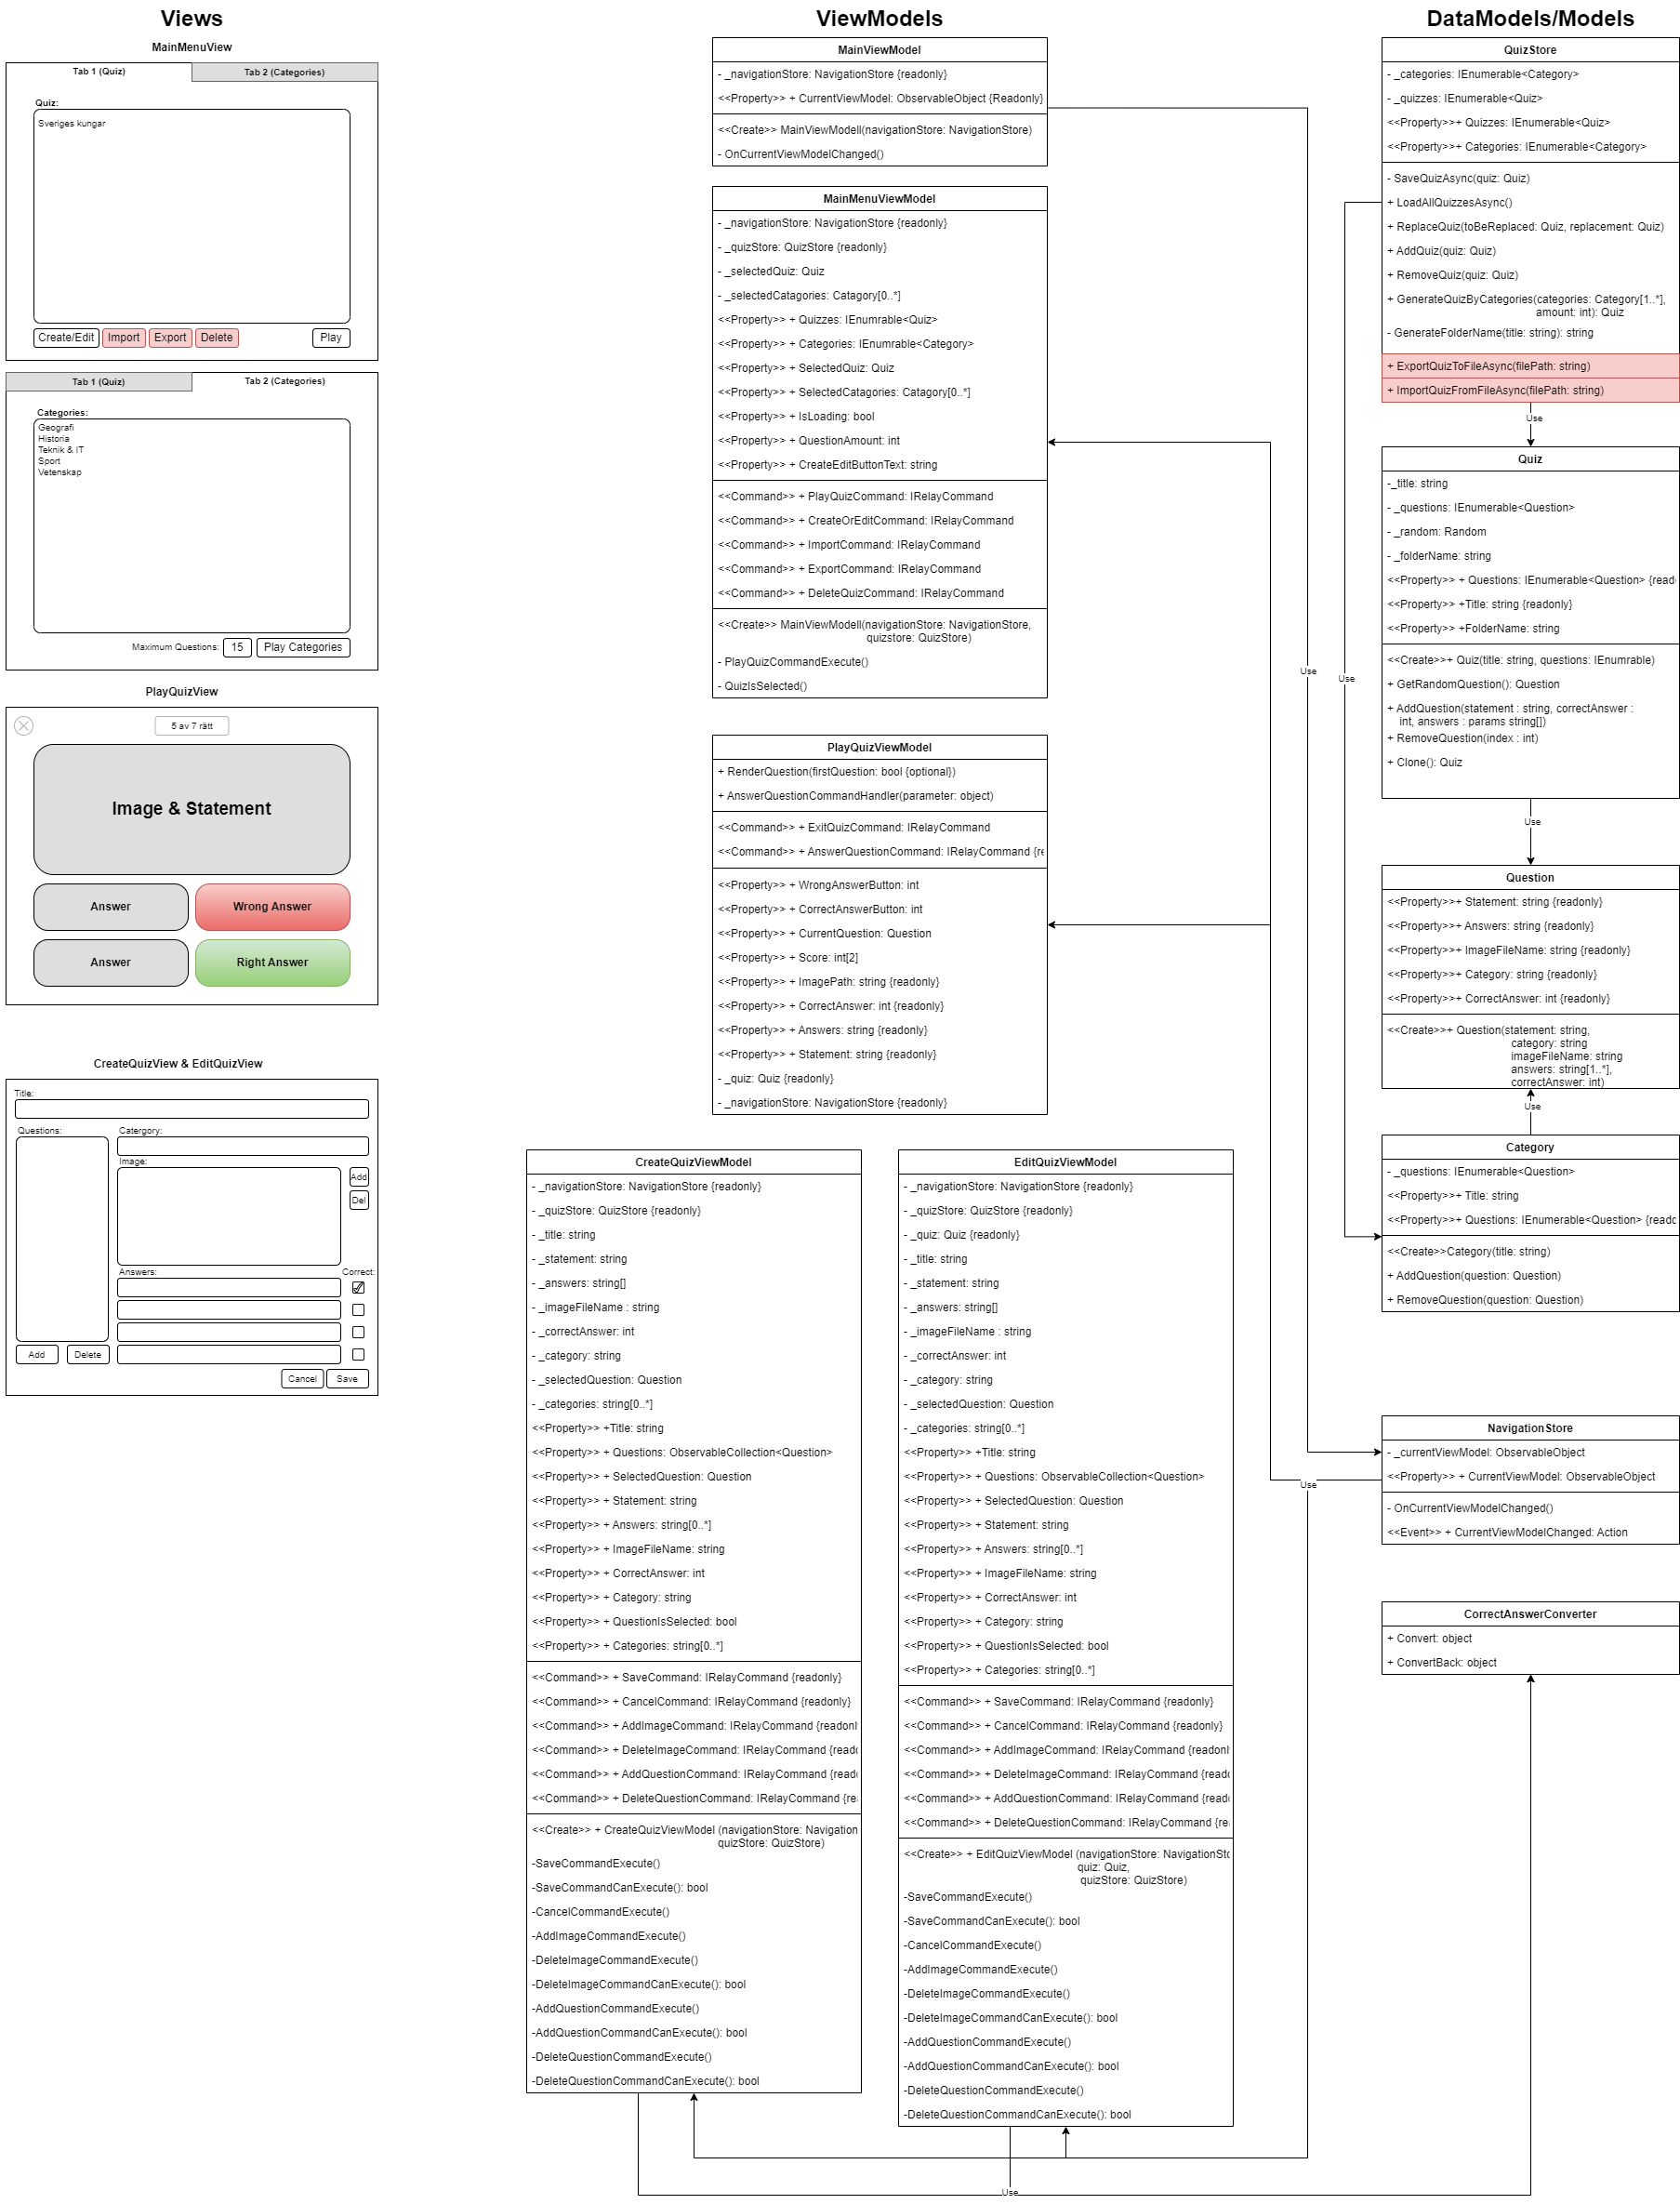 Views
MainMenuView
Tab 1 (Quiz)
Tab 2 (Categories)
Quiz:
Sveriges kungar
Create/Edit
Import
Export
Delete
Play
Tab 1 (Quiz)
Tab 2 (Categories)
Categories:
Geografi
Historia
Teknik & IT
Sport
Vetenskap
Maximum Questions:
15
Play Categories
PlayQuizView
5 av 7 rätt
Image & Statement
Answer
Wrong Answer
Answer
Right Answer
CreateQuizView & EditQuizView
Title:
Questions:
Catergory:
Image:
Add
Del
Answers:
Correct:
Add
Delete
Cancel
Save
ViewModels
MainViewModel
- _navigationStore: NavigationStore {readonly}
<<Property>> + CurrentViewModel: ObservableObject {Readonly}
<<Create>> MainViewModell(navigationStore: NavigationStore)
- OnCurrentViewModelChanged()
MainMenuViewModel
- _navigationStore: NavigationStore {readonly}
- _quizStore: QuizStore {readonly}
- _selectedQuiz: Quiz
- _selectedCatagories: Catagory[0..*]
<<Property>> + Quizzes: IEnumrable<Quiz>
<<Property>> + Categories: IEnumrable<Category>
<<Property>> + SelectedQuiz: Quiz
<<Property>> + SelectedCatagories: Catagory[0..*]
<<Property>> + IsLoading: bool
<<Property>> + QuestionAmount: int
<<Property>> + CreateEditButtonText: string
<<Command>> + PlayQuizCommand: IRelayCommand
<<Command>> + CreateOrEditCommand: IRelayCommand
<<Command>> + ImportCommand: IRelayCommand
<<Command>> + ExportCommand: IRelayCommand
<<Command>> + DeleteQuizCommand: IRelayCommand
<<Create>> MainViewModell(navigationStore: NavigationStore,
quizstore: QuizStore)
- PlayQuizCommandExecute()
- QuizIsSelected()
PlayQuizViewModel
+ RenderQuestion(firstQuestion: bool {optional})
+ AnswerQuestionCommandHandler(parameter: object)
<<Command>> + ExitQuizCommand: IRelayCommand
<<Command>> + AnswerQuestionCommand: IRelayCommand {re
<<Property>> + WrongAnswerButton: int
<<Property>> + CorrectAnswerButton: int
<<Property>> + CurrentQuestion: Question
<<Property>> + Score: int[2]
<<Property>> + ImagePath: string {readonly}
<<Property>> + CorrectAnswer: int {readonly}
<<Property>> + Answers: string {readonly}
<<Property>> + Statement: string {readonly}
- _quiz: Quiz {readonly}
- _navigationStore: NavigationStore {readonly}
CreateQuizViewModel
- _navigationStore: NavigationStore {readonly}
- _quizStore: QuizStore {readonly}
- _title: string
- _statement: string
- _answers: string[]
- _imageFileName : string
- _correctAnswer: int
- _category: string
- _selectedQuestion: Question
- _categories: string[0..*]
<<Property>> +Title: string
<<Property>> + Questions: ObservableCollection<Question>
<<Property>> + SelectedQuestion: Question
<<Property>> + Statement: string
<<Property>> + Answers: string[0..*]
<<Property>> + ImageFileName: string
<<Property>> + CorrectAnswer: int
<<Property>> + Category: string
<<Property>> + QuestionIsSelected: bool
<<Property>> + Categories: string[0..*]
<<Command>> + SaveCommand: IRelayCommand {readonly}
<<Command>> + CancelCommand: IRelayCommand {readonly}
<<Command>> + AddImageCommand: IRelayCommand {readonl
<<Command>> + DeleteImageCommand: IRelayCommand {reado
<<Command>> + AddQuestionCommand: IRelayCommand {reado
<<Command>> + DeleteQuestionCommand: IRelayCommand {re
<<Create>> + CreateQuizViewModel (navigationStore: Navigation
quizStore: QuizStore)
-SaveCommandExecute()
-SaveCommandCanExecute(): bool
-CancelCommandExecute()
-AddImageCommandExecute()
-DeleteImageCommandExecute()
-DeleteImageCommandCanExecute(): bool
-AddQuestionCommandExecute()
-AddQuestionCommandCanExecute(): bool
-DeleteQuestionCommandExecute()
-DeleteQuestionCommandCanExecute(): bool
EditQuizViewModel
- _navigationStore: NavigationStore {readonly}
- _quizStore: QuizStore {readonly}
- _quiz: Quiz {readonly}
- _title: string
- _statement: string
- _answers: string[]
- _imageFileName : string
- _correctAnswer: int
- _category: string
- _selectedQuestion: Question
- _categories: string[0..*]
<<Property>> +Title: string
<<Property>> + Questions: ObservableCollection<Question>
<<Property>> + SelectedQuestion: Question
<<Property>> + Statement: string
<<Property>> + Answers: string[0..*]
<<Property>> + ImageFileName: string
<<Property>> + CorrectAnswer: int
<<Property>> + Category: string
<<Property>> + QuestionIsSelected: bool
<<Property>> + Categories: string[0..*]
<<Command>> + SaveCommand: IRelayCommand {readonly}
<<Command>> + CancelCommand: IRelayCommand {readonly}
<<Command>> + AddImageCommand: IRelayCommand {readonl
<<Command>> + DeleteImageCommand: IRelayCommand {reado
<<Command>> + AddQuestionCommand: IRelayCommand {reado
<<Command>> + DeleteQuestionCommand: IRelayCommand {re
<<Create>> + EditQuizViewModel (navigationStore: NavigationSto
quiz: Quiz,
quizStore: QuizStore)
-SaveCommandExecute()
-SaveCommandCanExecute(): bool
-CancelCommandExecute()
-AddImageCommandExecute()
-DeleteImageCommandExecute()
-DeleteImageCommandCanExecute(): bool
-AddQuestionCommandExecute()
-AddQuestionCommandCanExecute(): bool
-DeleteQuestionCommandExecute()
-DeleteQuestionCommandCanExecute(): bool
Use
Use
Use
Use
DataModels/Models
QuizStore
- _categories: IEnumerable<Category>
- _quizzes: IEnumerable<Quiz>
<<Property>>+ Quizzes: IEnumerable<Quiz>
<<Property>>+ Categories: IEnumerable<Category>
- SaveQuizAsync(quiz: Quiz)
+ LoadAllQuizzesAsync()
+ ReplaceQuiz(toBeReplaced: Quiz, replacement: Quiz)
+ AddQuiz(quiz: Quiz)
+ RemoveQuiz(quiz: Quiz)
+ GenerateQuizByCategories(categories: Category[1..*],
amount: int): Quiz
- GenerateFolderName(title: string): string
+ ExportQuizToFileAsync(filePath: string)
+ ImportQuizFromFileAsync(filePath: string)
Use
Quiz
-_title: string
- _questions: IEnumerable<Question>
- _random: Random
- _folderName: string
<<Property>> + Questions: IEnumerable<Question> {read
<<Property>> +Title: string {readonly}
<<Property>> +FolderName: string
<<Create>>+ Quiz(title: string, questions: IEnumrable)
+ GetRandomQuestion(): Question
+ AddQuestion(statement : string, correctAnswer :
int, answers : params string[])
+ RemoveQuestion(index : int)
+ Clone(): Quiz
Use
Question
<<Property>>+ Statement: string {readonly}
<<Property>>+ Answers: string {readonly}
<<Property>>+ ImageFileName: string {readonly}
<<Property>>+ Category: string {readonly}
<<Property>>+ CorrectAnswer: int {readonly}
<<Create>>+ Question(statement: string,
category: string
imageFileName: string
answers: string[1..*],
correctAnswer: int)
Use
Category
- _questions: IEnumerable<Question>
<<Property>>+ Title: string
<<Property>>+ Questions: IEnumerable<Question> {reado
<<Create>>Category(title: string)
+ AddQuestion(question: Question)
+ RemoveQuestion(question: Question)
NavigationStore
- _currentViewModel: ObservableObject
<<Property>> + CurrentViewModel: ObservableObject
- OnCurrentViewModelChanged()
<<Event>> + CurrentViewModelChanged: Action
CorrectAnswerConverter
+ Convert: object
+ ConvertBack: object